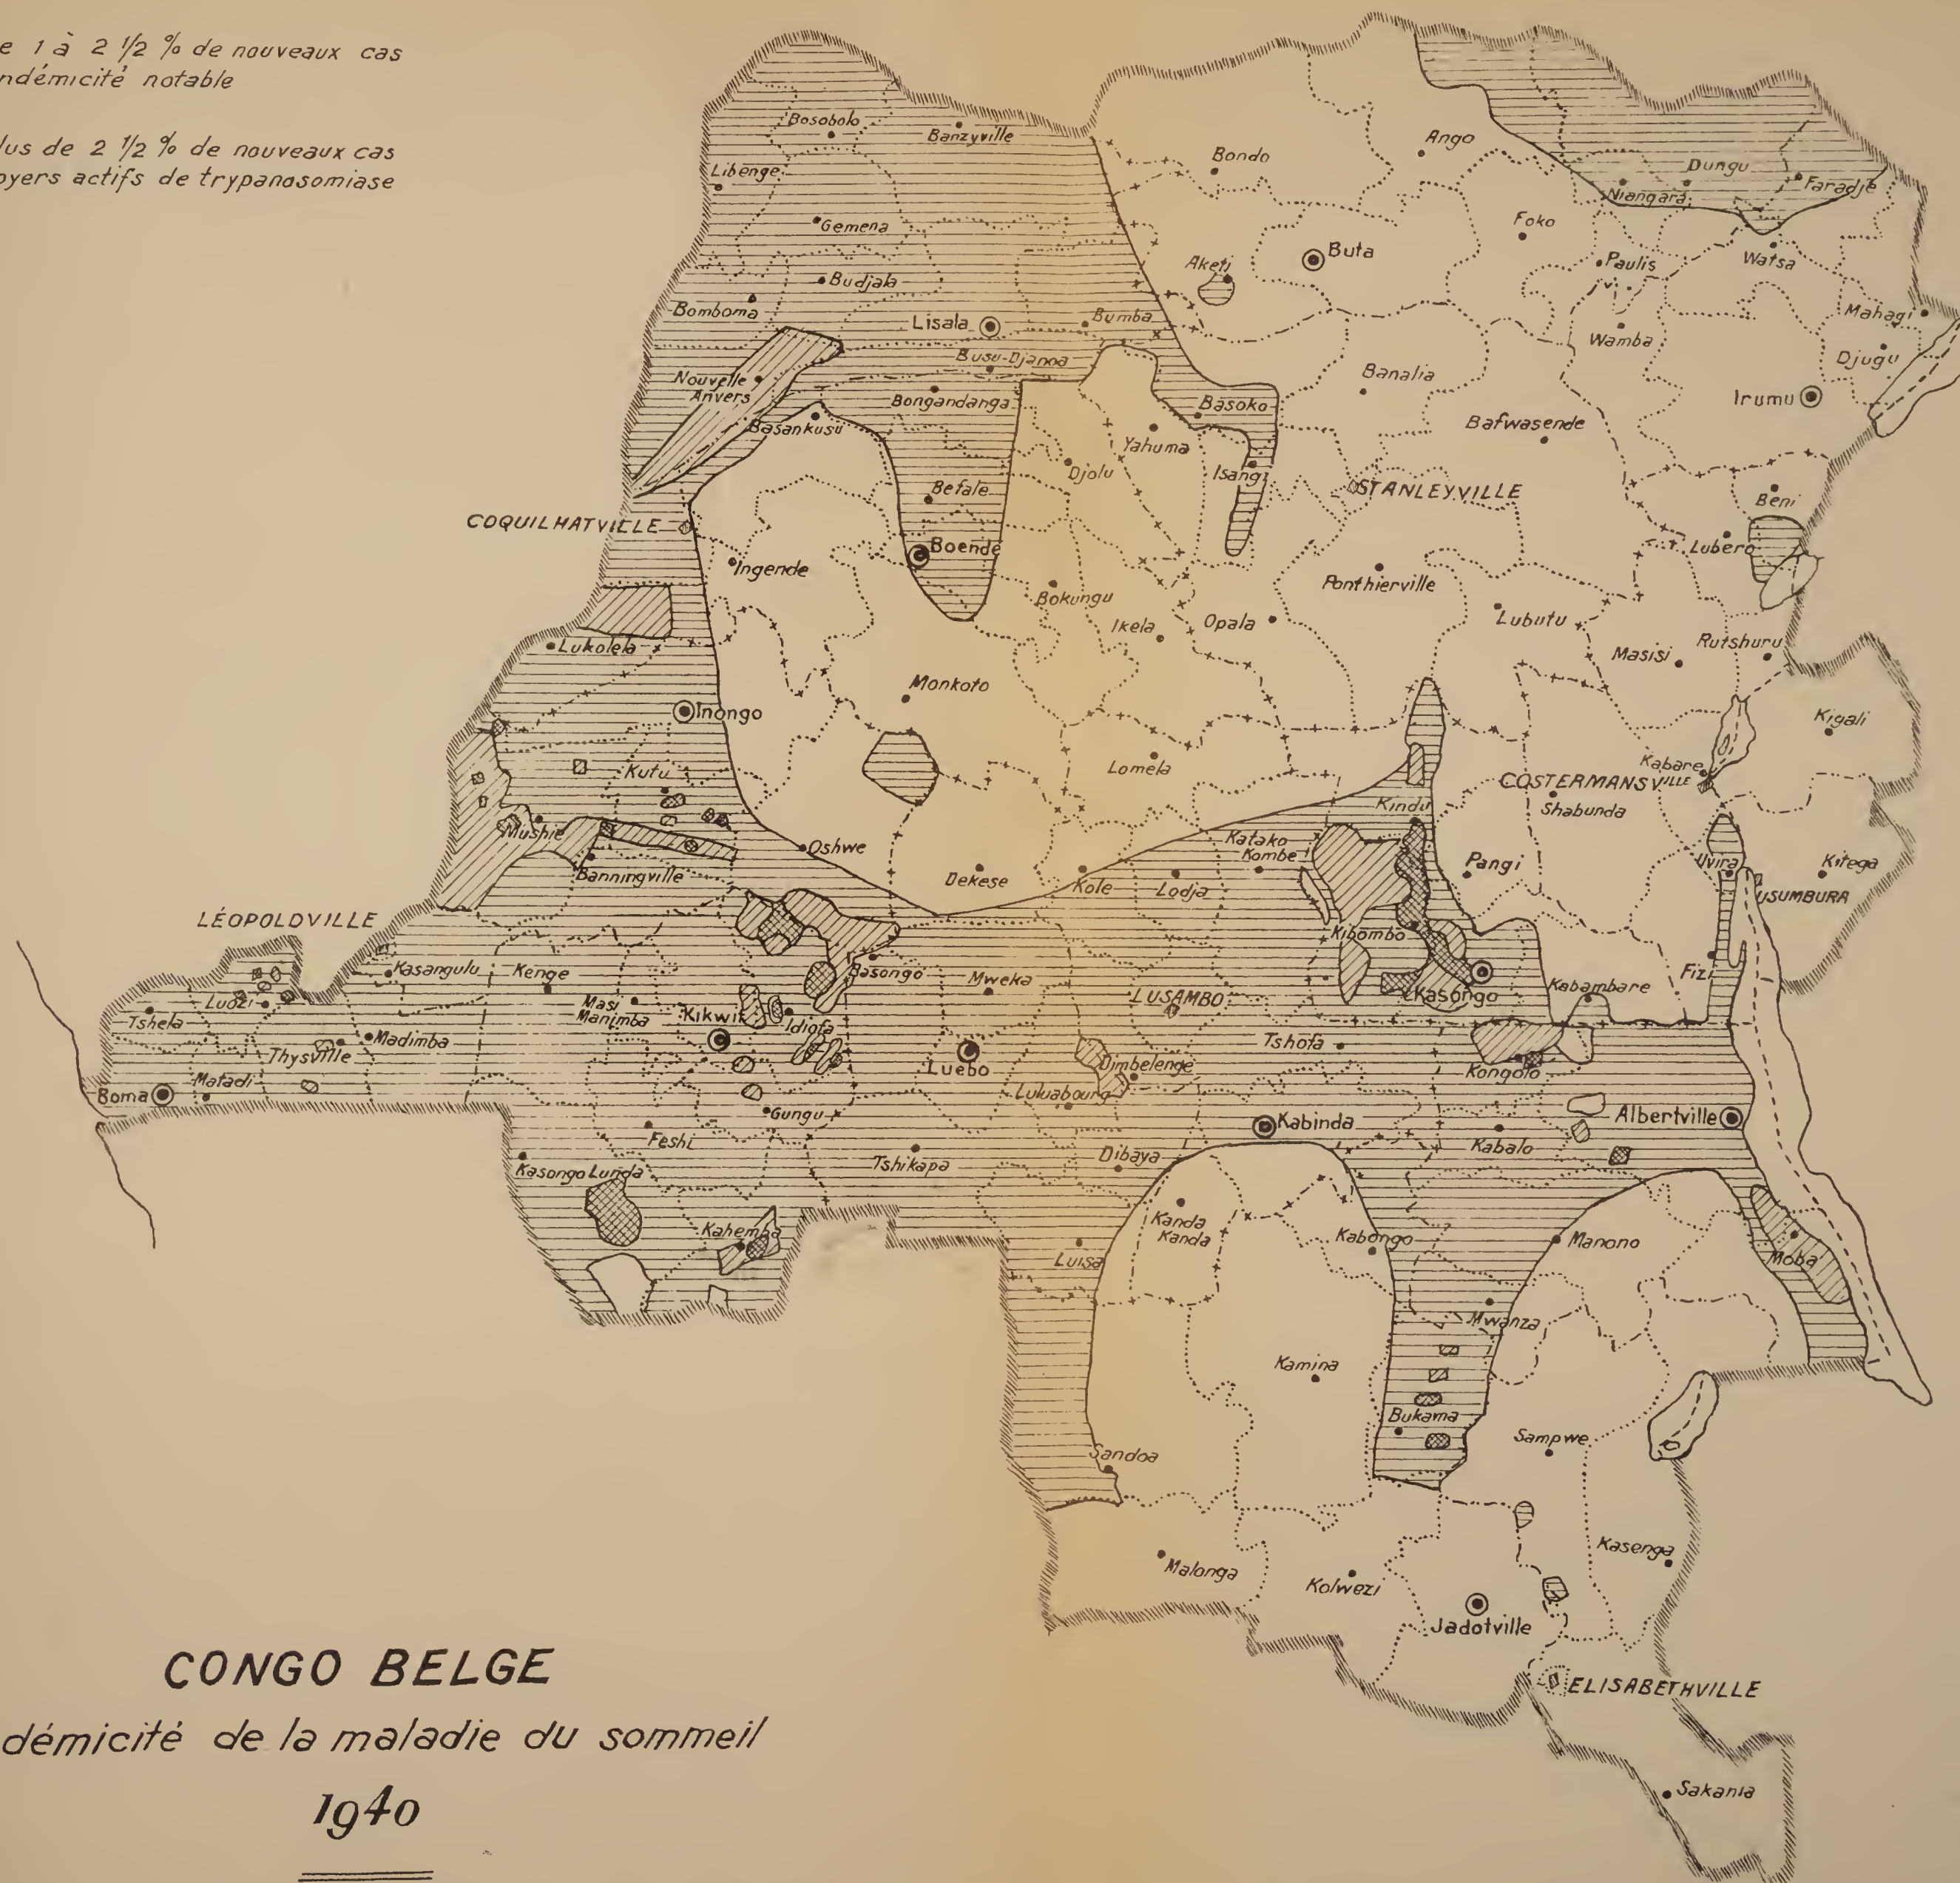 e 1 à 2 1/2 % de nouveaux cas
ndémicité notable
lus de 2 1/2 % de nouveaux cas
oyers actifs de trypanosomiase
Bosobolo
Banzyville
Libenge
Gemena
Budjala
Bomboma
Lisala
Bumba
Busu-Djanoa
Nouvelle
Anvers
Bongandanga
Basankusu
Bondo
Ango
Dungu
Niangara
Faradje
Foko
Buta
Aketi
Paulis
Watsa
Mahagi
Wamba
Djugu
Banalia
Irumu
Basoko
Bafwasende
Yahuma
Djolu
Isangi
STANLEYVILLE
Beni
Befale
COQUILHATVILLE
Boende
Lubero
Ingende
Ponthierville
Bokungu
Lubutu
Ikela
Opala
Lukolela
Masisi
Rutshuru
Monkoto
Inongo
Kigali
Kutu
Lomela
Kabare
COSTERMANSVILLE
Kindu
Shabunda
Mushie
Oshwe
Katako
Kombe
Banningville
Dekese
Kole
Lodja
Pangi
Uvira
Kitega
USUMBURA
LÉOPOLDVILLE
Kibombo
Kasangulu
Kenge
Basongo
Mweka
Fizi
Luozi
Masi
Manimba
Kikwit
Idiofa
LUSAMBO
Kasongo
Kabambare
Tshela
Thysville
Madimba
Tshofa
Luebo
Dimbelenge
Kongolo
Boma
Matadi
Luluabourg
Gungu
Kabinda
Albertville
Feshi
Kabalo
Kasongo Lunda
Tshikapa
Dibaya
Kahemba
Kanda
Kanda
Kabongo
Manono
Luisa
Moba
Mwanza
Kamina
Bukama
Sampwe
Sandoa
Malonga
Kolwezi
Kasenga
Jadotville
ELISABETHVILLE
Sakania
CONGO BELGE
démicité de la maladie du sommeil
1940